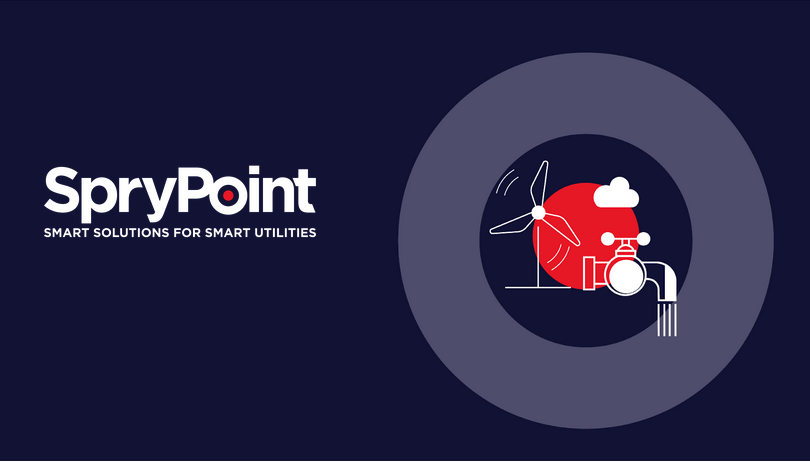 SpryPoint
SMART SOLUTIONS FOR SMART UTILITIES